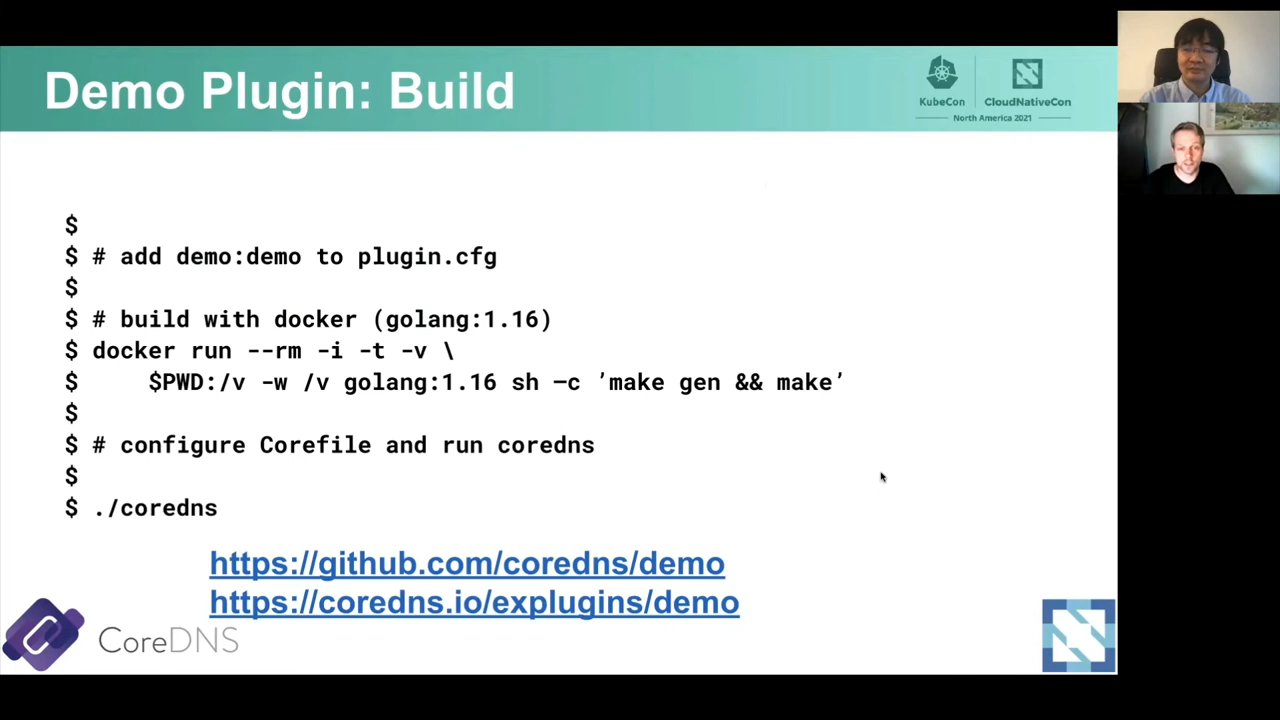 Demo Plugin: Build
KubeCon
CloudNativeCon
North America 2021
$
$ # add demo:demo to plugin.cfg
$
$ # build with docker (golang:1.16)
$ docker run --rm -i -t -v \
$ $PWD:/v -w /v golang:1.16 sh –c ’make gen && make’
$
$ # configure Corefile and run coredns
$
$ ./coredns
https://github.com/coredns/demo
https://coredns.io/explugins/demo
CoreDNS